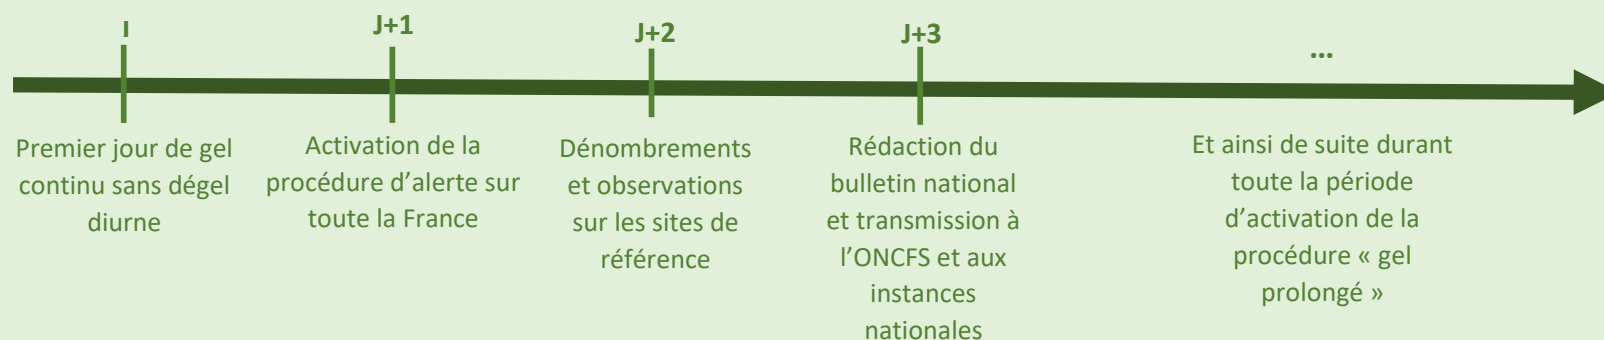 J
Premier jour de gel
continu sans dégel
diurne
J+1
Activation de la
procédure d’alerte sur
toute la France
J+2
Dénombrements
et observations
sur les sites de
référence
J+3
Rédaction du
bulletin national
et transmission à
l’ONCFS et aux
instances
nationales
...
Et ainsi de suite durant
toute la période
d’activation de la
procédure « gel
prolongé »